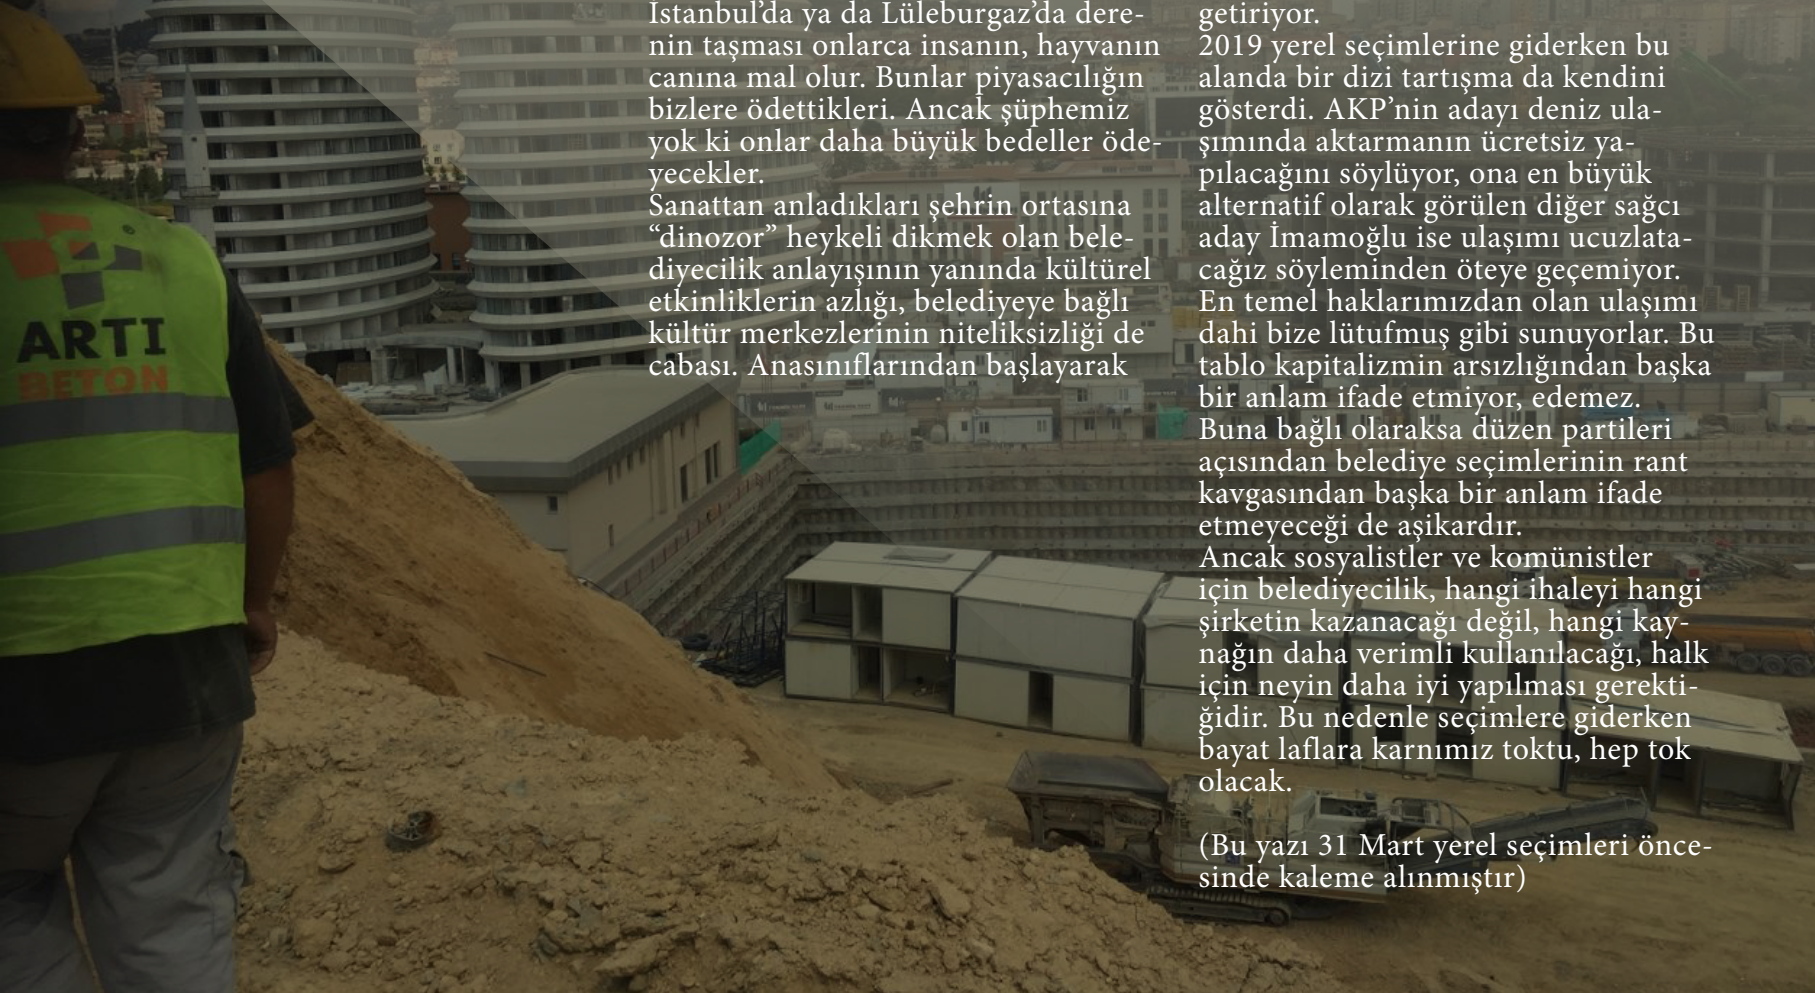 ARTI
BETON
İstanbul’da ya da Lüleburgaz’da dere-
nin taşması onlarca insanın, hayvanın
canına mal olur. Bunlar piyasacılığın
bizlere ödettikleri. Ancak şüphemiz
yok ki onlar daha büyük bedeller öde-
yecekler.
Sanattan anladıkları şehrin ortasına
“dinozor” heykeli dikmek olan bele-
diyecilik anlayışının yanında kültürel
etkinliklerin azlığı, belediyeye bağlı
kültür merkezlerinin niteliksizliği de
cabası. Anasınıflarından başlayarak
getiriyor.
2019 yerel seçimlerine giderken bu
alanda bir dizi tartışma da kendini
gösterdi. AKP’nin adayı deniz ula-
şımında aktarmanın ücretsiz ya-
pılacağını söylüyor, ona en büyük
alternatif olarak görülen diğer sağcı
aday İmamoğlu ise ulaşımı ucuzlata-
cağız söyleminden öteye geçemiyor.
En temel haklarımızdan olan ulaşımı
dahi bize lütufmuş gibi sunuyorlar. Bu
tablo kapitalizmin arsızlığından başka
bir anlam ifade etmiyor, edemez.
Buna bağlı olaraksa düzen partileri
açısından belediye seçimlerinin rant
kavgasından başka bir anlam ifade
etmeyeceği de aşikardır.
Ancak sosyalistler ve komünistler
için belediyecilik, hangi ihaleyi hangi
şirketin kazanacağı değil, hangi kay-
nağın daha verimli kullanılacağı, halk
için neyin daha iyi yapılması gerekti-
ğidir. Bu nedenle seçimlere giderken
bayat laflara karnımız toktu, hep tok
olacak.
(Bu yazı 31 Mart yerel seçimleri önce-
sinde kaleme alınmıştır)